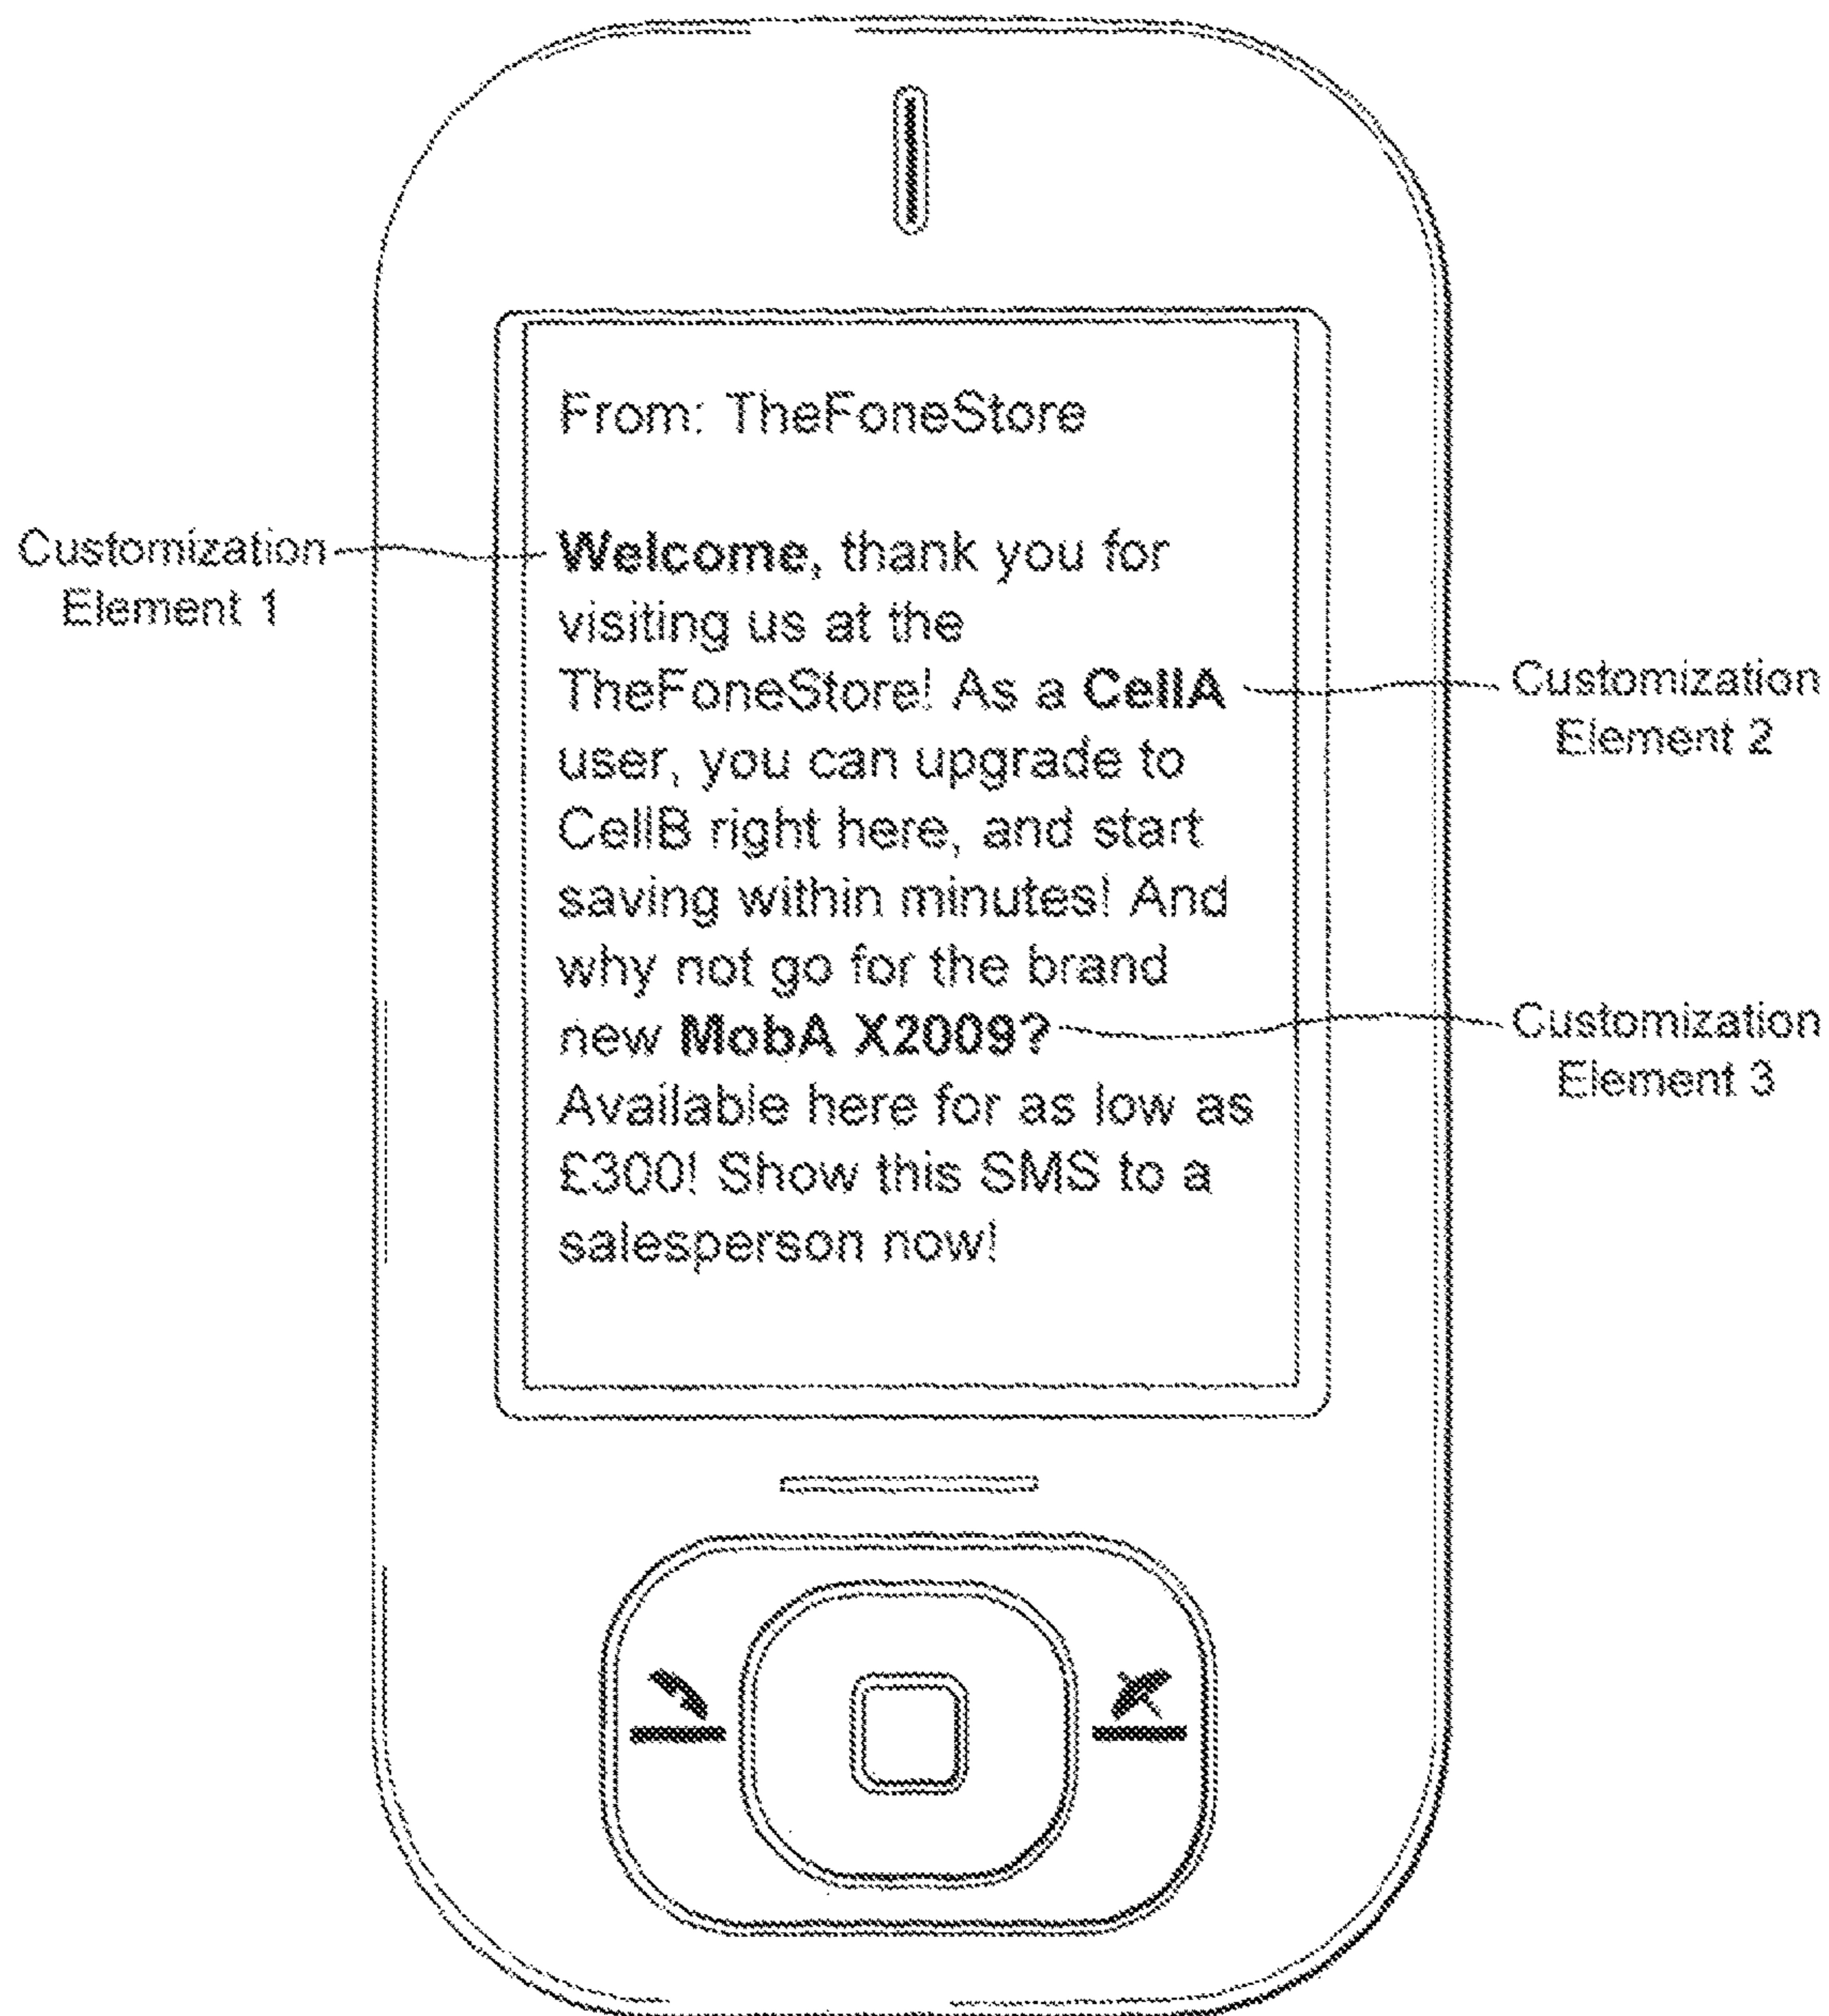 From: TheFoneStore
Customization
Element 1
Welcome, thank you for
visiting us at the
TheFoneStore! As a CellA
user, you can upgrade to
CellB right here, and start
saving within minutes! And
why not go for the brand
new MobA X2009?
Available here for as low as
£300! Show this SMS to a
salesperson now!
Customization
Element 2
Customization
Element 3